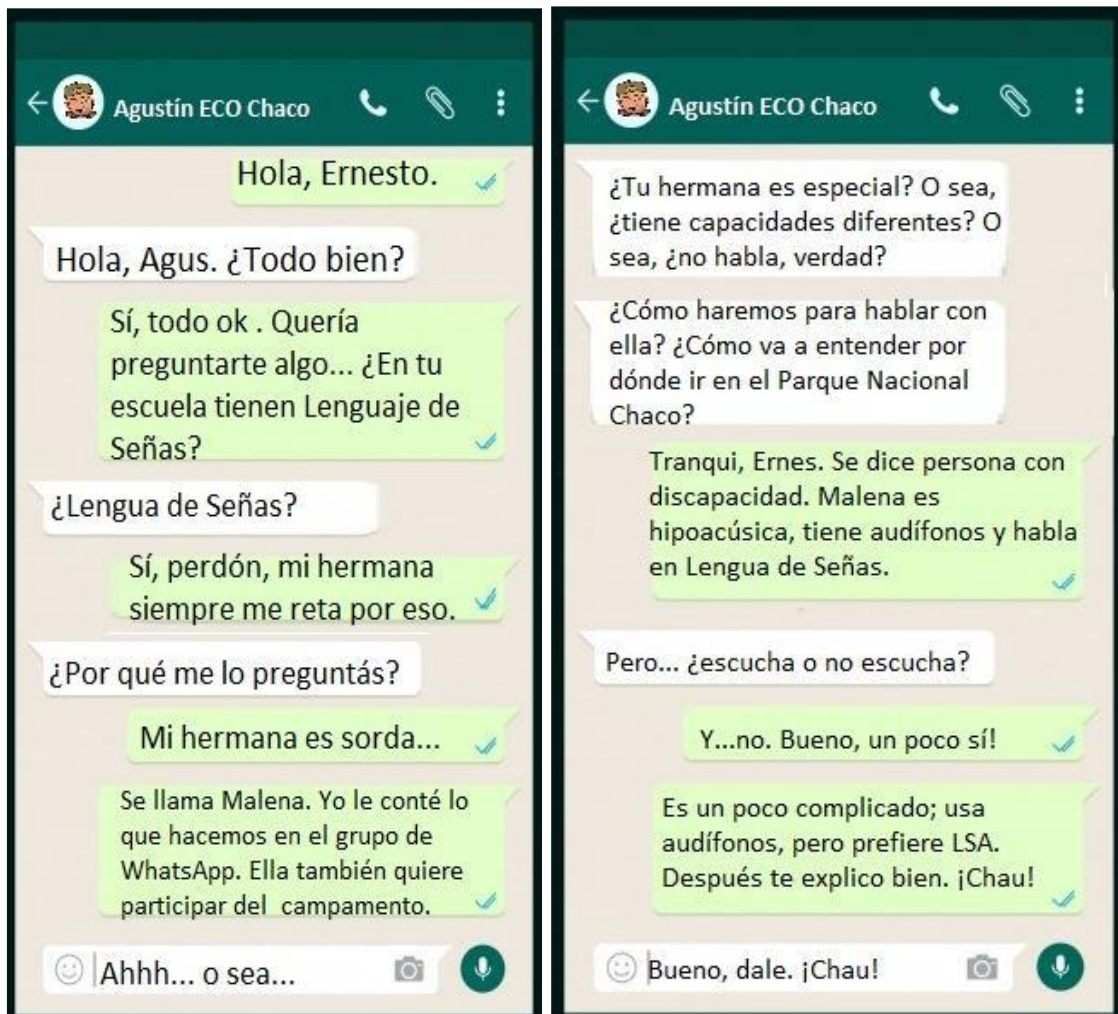 Agustín ECO Chaco
Hola, Ernesto.
Hola, Agus. ¿Todo bien?
Sí, todo ok . Quería
preguntarte algo... ¿En tu
escuela tienen Lenguaje de
Señas?
¿Lengua de Señas?
Sí, perdón, mi hermana
siempre me reta por eso.
¿Por qué me lo preguntás?
Mi hermana es sorda...
Se llama Malena. Yo le conté lo
que hacemos en el grupo de
WhatsApp. Ella también quiere
participar del campamento.
Ahhh... o sea...
Agustín ECO Chaco
¿Tu hermana es especial? O sea,
¿tiene capacidades diferentes? O
sea, ¿no habla, verdad?
¿Cómo haremos para hablar con
ella? ¿Cómo va a entender por
dónde ir en el Parque Nacional
Chaco?
Tranqui, Ernes. Se dice persona con
discapacidad. Malena es
hipoacúsica, tiene audífonos y habla
en Lengua de Señas.
Pero... ¿escucha o no escucha?
Y...no. Bueno, un poco sí!
Es un poco complicado; usa
audífonos, pero prefiere LSA.
Después te explico bien. ¡Chau!
Bueno, dale. ¡Chau!